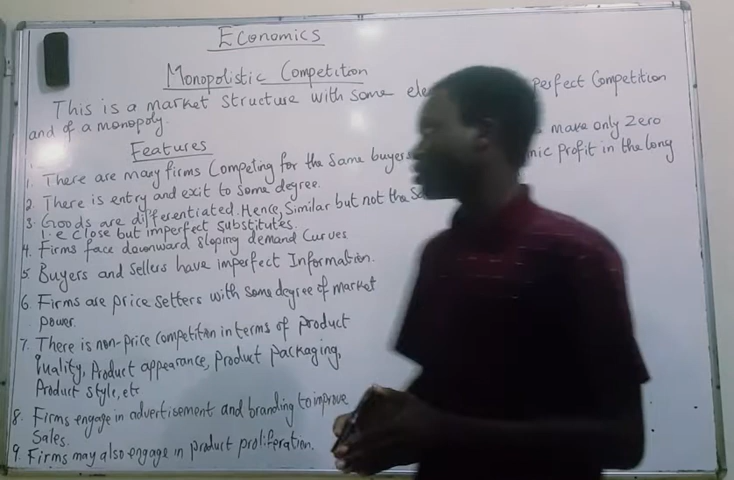 Economics
Monopolistic Competition
This is a market structure with some ele Perfect Competition
and of a monopoly.
Features
1. There are many firms competing for the same buyers
2. There is entry and exit to some degree.
3. Goods are differentiated. Hence, Similar but not the
i.e close but imperfect substitutes.
4. Firms face downward sloping demand Curves
5 Buyers and Sellers have imperfect Information.
6. Firms are price setters with some degree of market
power.
7. There is non-price competition in terms of product
quality, Product appearance, Product packaging,
Product style, etc
8. Firms engage in advertisement and branding to improve
Sales.
9. Firms may also engage in product proliferation.
make only Zero
nic profit in the long